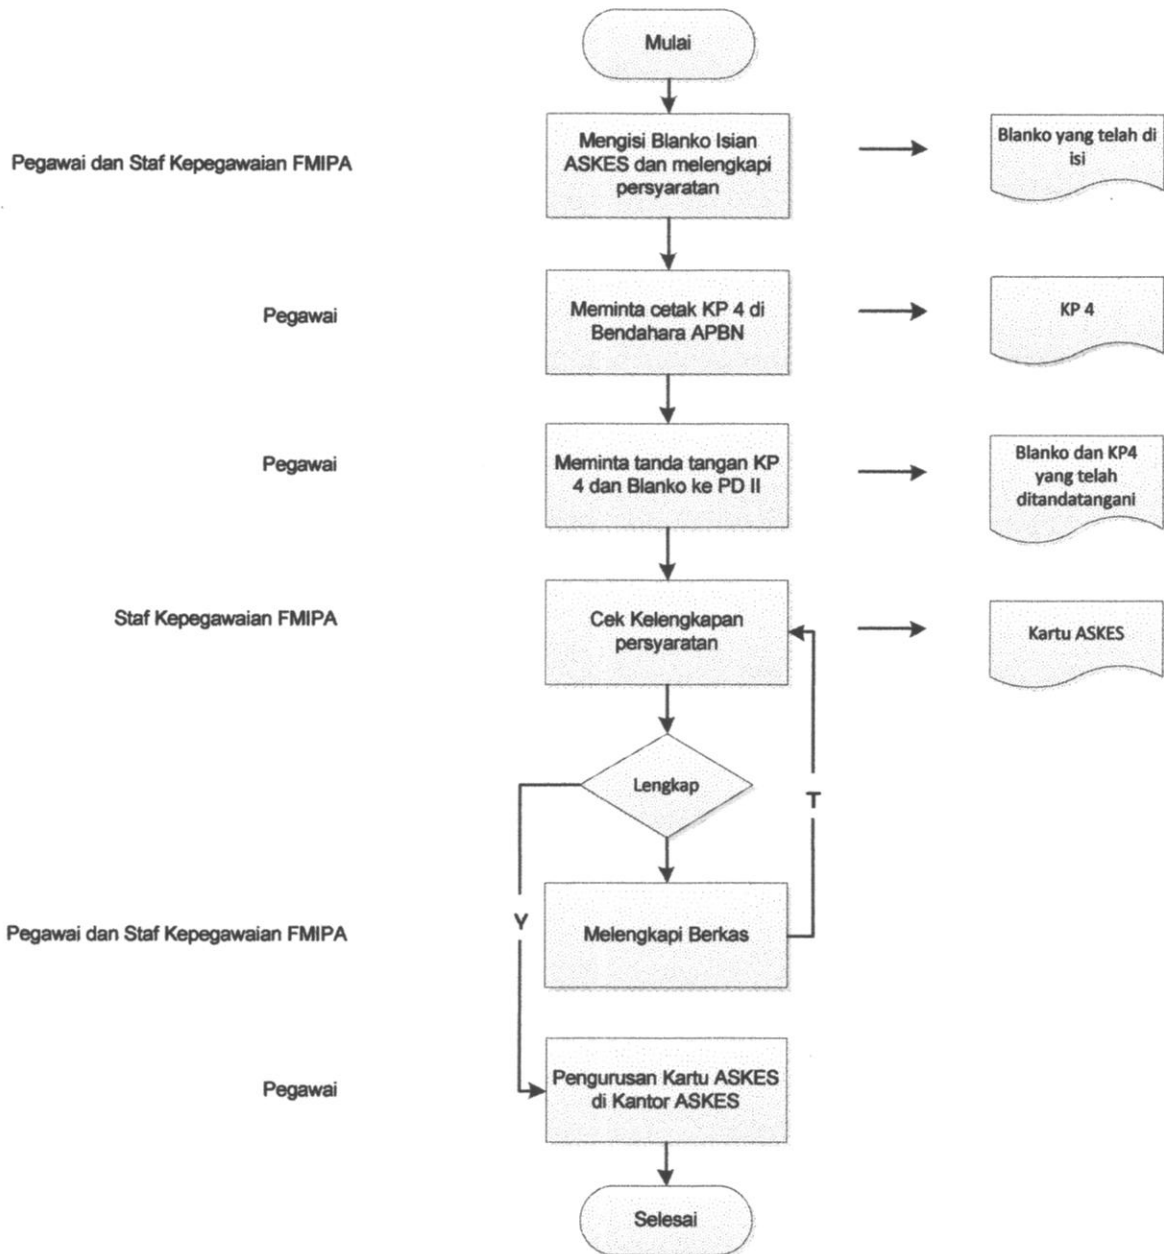 Mulai
Pegawai dan Staf Kepegawaian FMIPA
Mengisi Blanko Isian
ASKES dan melengkapi
persyaratan
Blanko yang telah di
isi
Pegawai
Meminta cetak KP 4 di
Bendahara APBN
KP 4
Pegawai
Meminta tanda tangan KP
4 dan Blanko ke PD II
Blanko dan KP4
yang telah
ditandatangani
Staf Kepegawaian FMIPA
Cek Kelengkapan
persyaratan
Kartu ASKES
Lengkap
T
Y
Pegawai dan Staf Kepegawaian FMIPA
Melengkapi Berkas
Pegawai
Pengurusan Kartu ASKES
di Kantor ASKES
Selesai